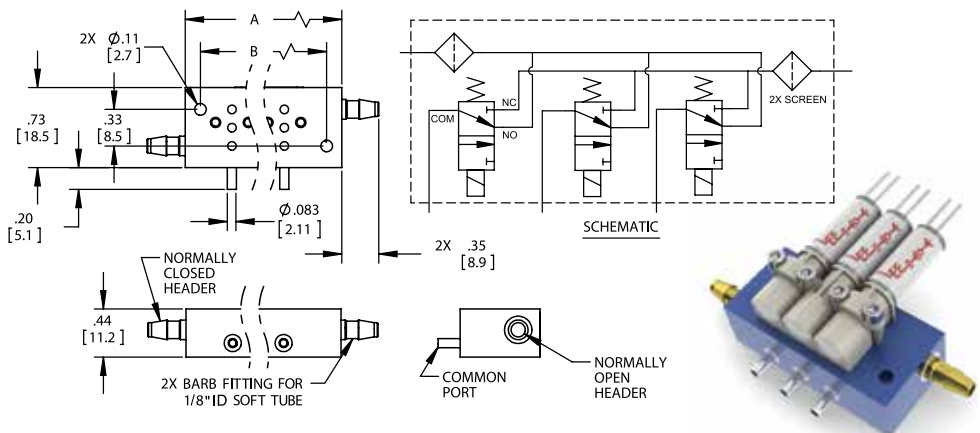 A
2X Ø.11
[2.7]
B
.73
[18.5]
.33
[8.5]
.20
[5.1]
Ø.083
[2.11]
2X .35
[8.9]
NC
COM
NO
2X SCREEN
SCHEMATIC
NORMALLY
CLOSED
HEADER
.44
[11.2]
2X BARB FITTING FOR
1/8"ID SOFT TUBE
COMMON
PORT
NORMALLY
OPEN
HEADER